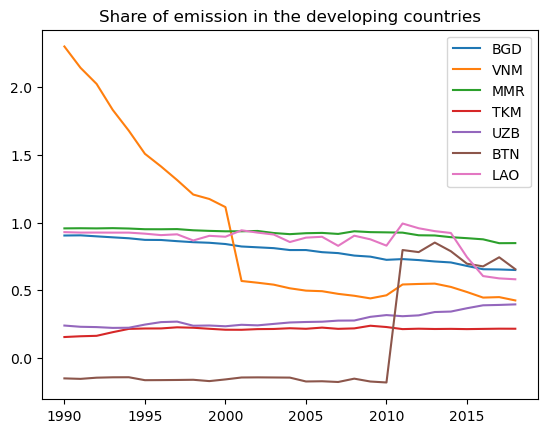 Share of emission in the developing countries
BGD
VNM
MMR
TKM
UZB
BTN
LAO
2.0
1.5
1.0
0.5
0.0
1990 1995 2000 2005 2010 2015